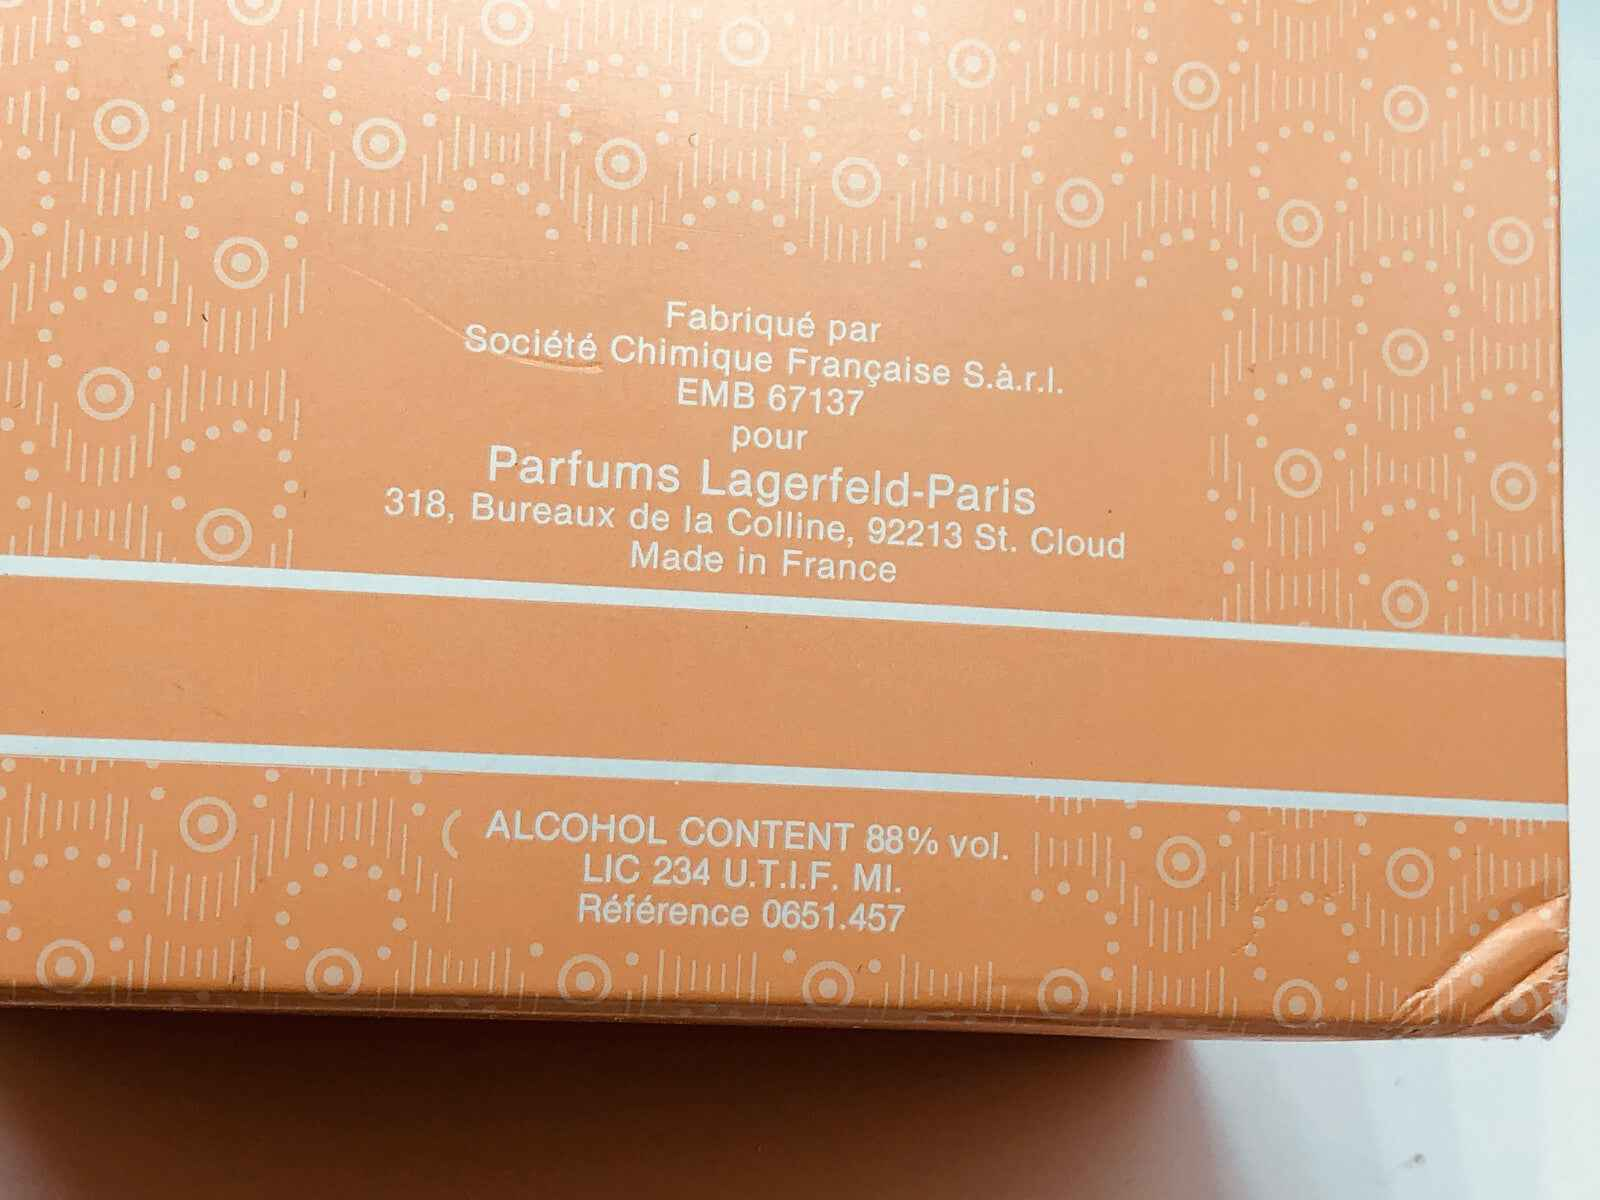 Fabriqué par
Société Chimique Française S.à.r.l.
EMB 67137
pour
Parfums Lagerfeld-Paris
318, Bureaux de la Colline, 92213 St. Cloud
Made in France
ALCOHOL CONTENT 88% vol.
LIC 234 U.T.I.F. MI.
Référence 0651.457